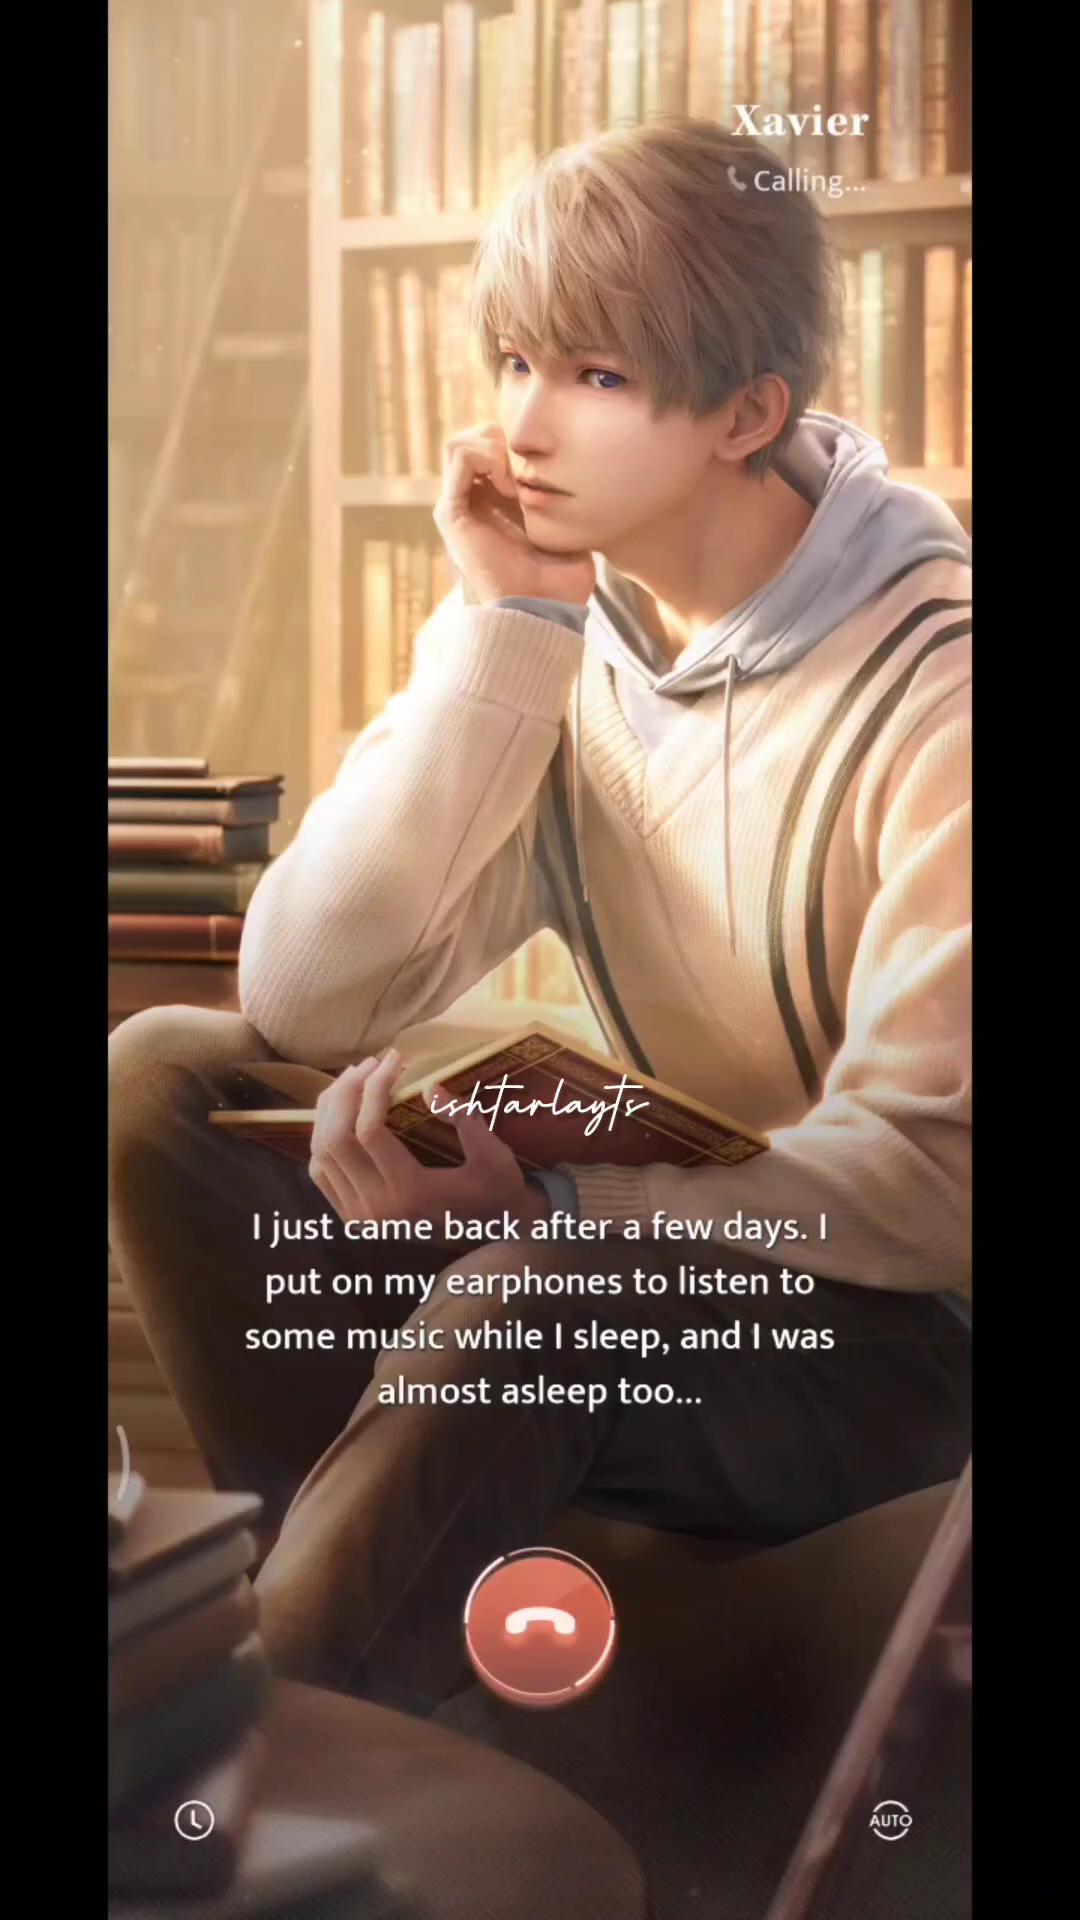 Xavier
Calling...
ishtarlayts
I just came back after a few days. I
put on my earphones to listen to
some music while I sleep, and I was
almost asleep too...
AUTO